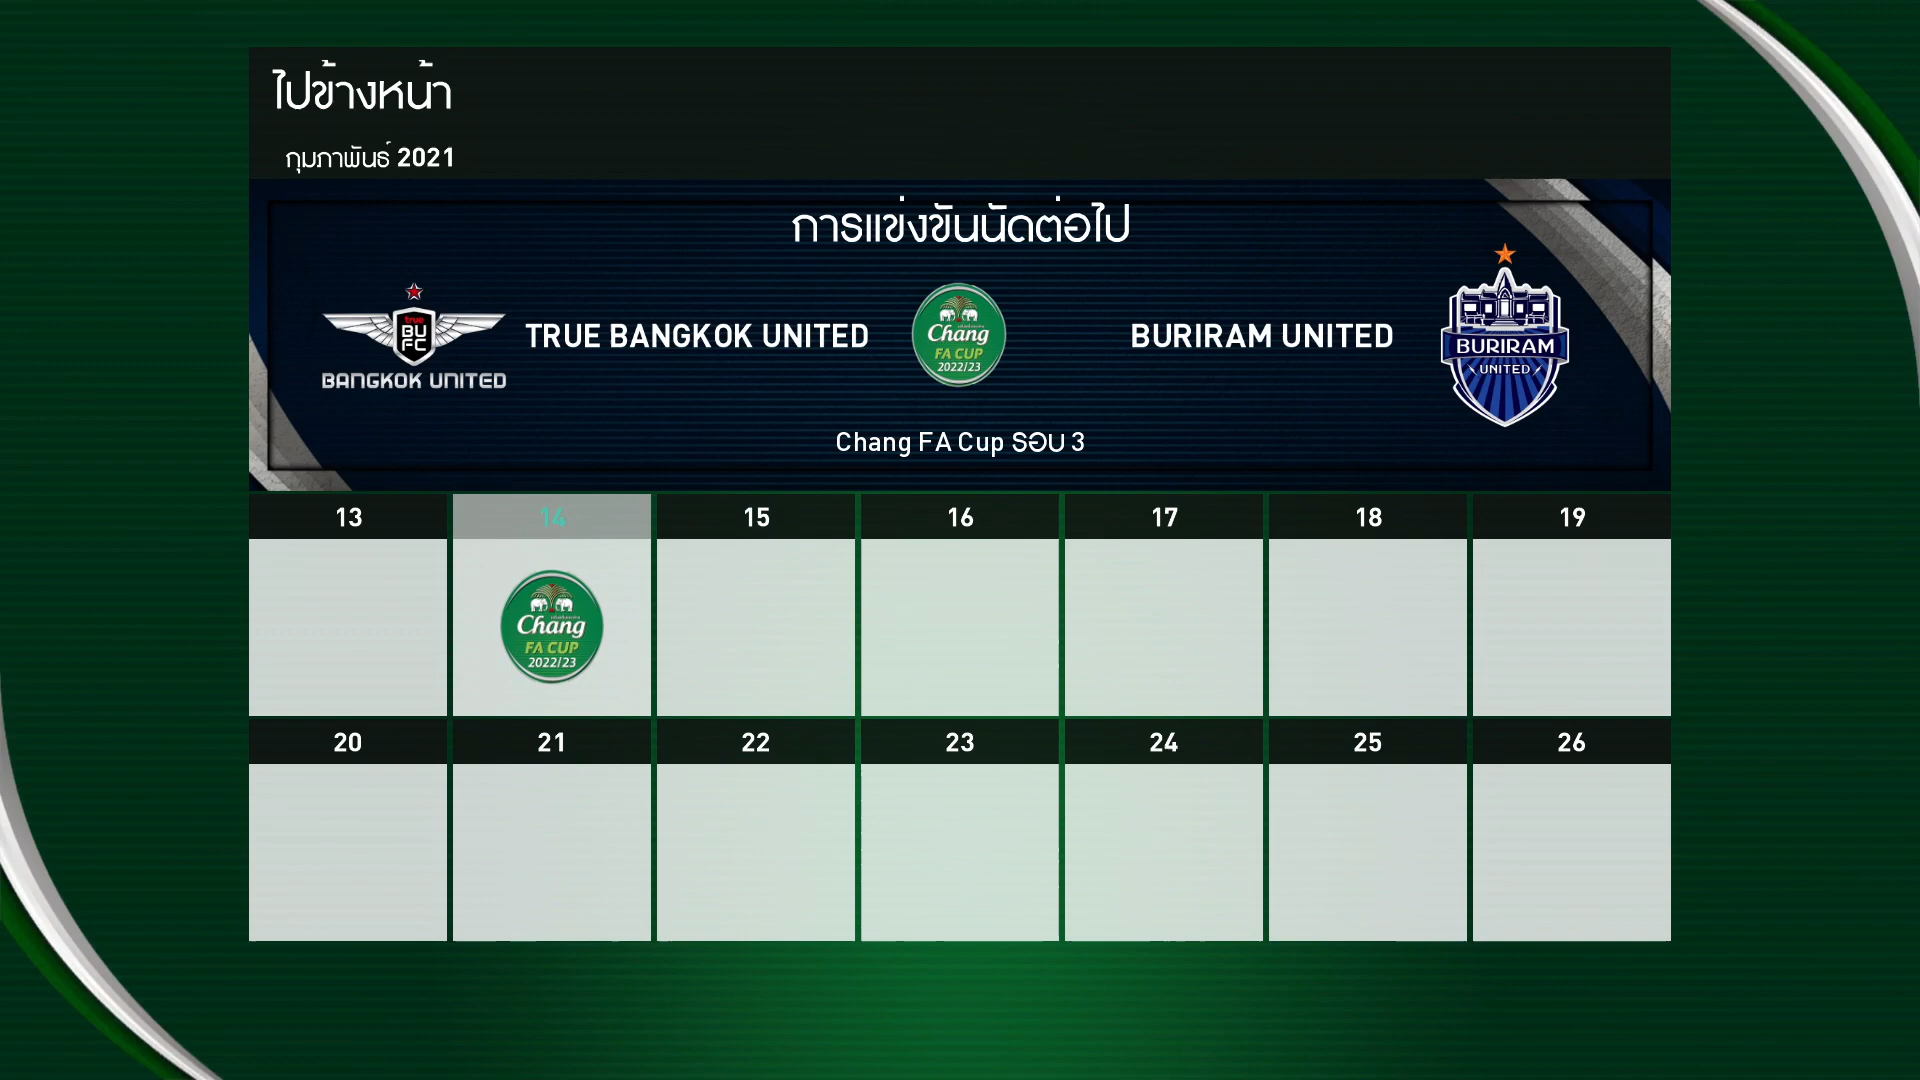 ไปข้างหน้า
กุมภาพันธ์ 2021
การแข่งขันนัดต่อไป
true
BU
FC
BANGKOK UNITED
TRUE BANGKOK UNITED
Chang
FA CUP
2022/23
BURIRAM UNITED
BURIRAM
UNITED
Chang FA Cup รอบ 3
13 14 15 16 17 18 19
Chang
FA CUP
2022/23
20 21 22 23 24 25 26